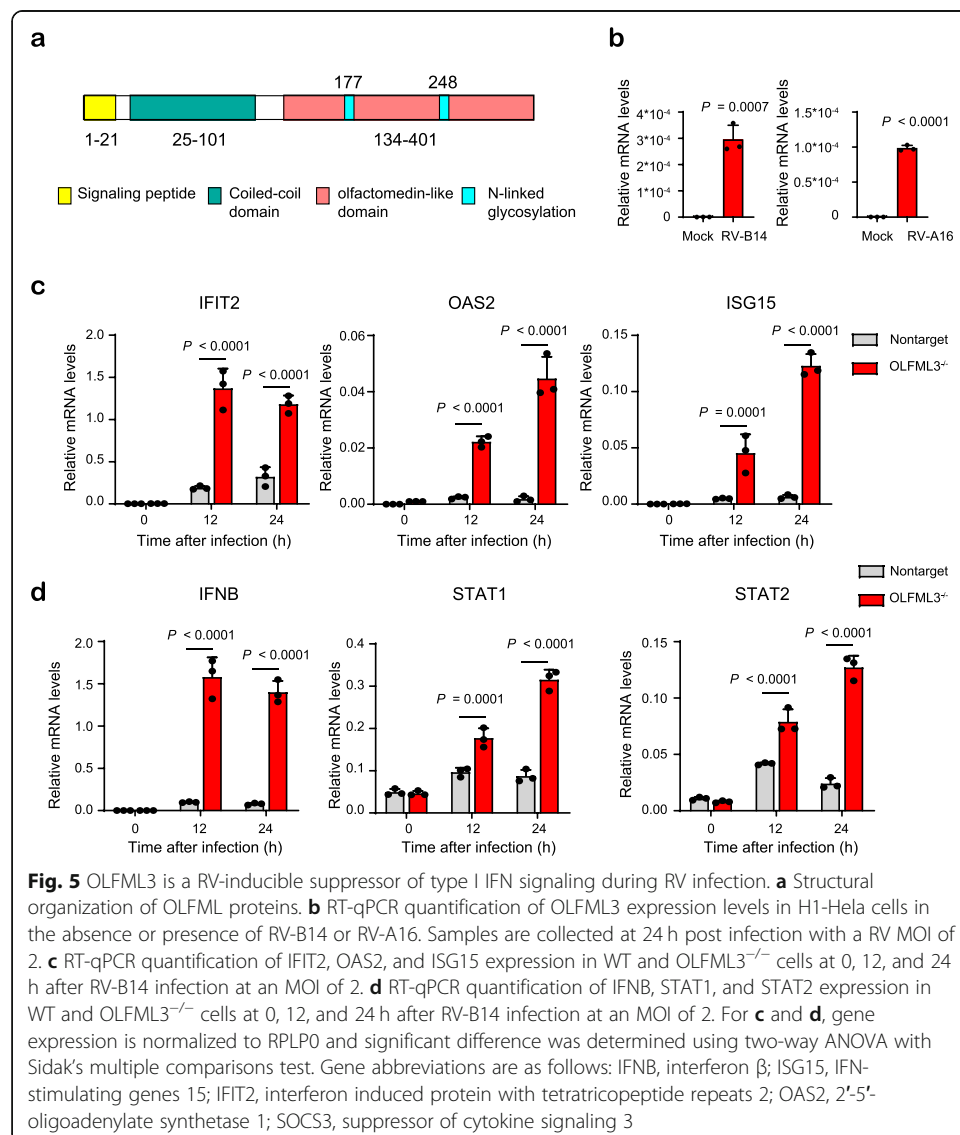 a
177 248
1-21 25-101 134-401
Signaling peptide
Coiled-coil
domain
olfactomedin-like
domain
N-linked
glycosylation
b
Relative mRNA levels
4*10-4
3*10-4
2*10-4
1*10-4
-4
P = 0.0007
Mock RV-B14
Relative mRNA levels
1.5*10-4
1.0*10-4
0.5*10-4
-4
P < 0.0001
Mock RV-A16
c
IFIT2
Relative mRNA levels
2.0
1.5
1.0
0.5
0.0
P < 0.0001
P < 0.0001
0 12 24
Time after infection (h)
OAS2
Relative mRNA levels
0.06
0.04
0.02
0.00
P < 0.0001
P < 0.0001
0 12 24
Time after infection (h)
ISG15
Relative mRNA levels
0.15
0.10
0.05
0.00
P = 0.0001
P < 0.0001
0 12 24
Time after infection (h)
Nontarget
OLFML3-/-
d
IFNB
Relative mRNA levels
2.0
1.5
1.0
0.5
0.0
P < 0.0001
P < 0.0001
0 12 24
Time after infection (h)
STAT1
Relative mRNA levels
0.4
0.3
0.2
0.1
0.0
P = 0.0001
P < 0.0001
0 12 24
Time after infection (h)
STAT2
Relative mRNA levels
0.15
0.10
0.05
0.00
P < 0.0001
P < 0.0001
0 12 24
Time after infection (h)
Nontarget
OLFML3-/-
Fig. 5 OLFML3 is a RV-inducible suppressor of type I IFN signaling during RV infection. a Structural
organization of OLFML proteins. b RT-qPCR quantification of OLFML3 expression levels in H1-Hela cells in
the absence or presence of RV-B14 or RV-A16. Samples are collected at 24 h post infection with a RV MOI of
2. c RT-qPCR quantification of IFIT2, OAS2, and ISG15 expression in WT and OLFML3−/− cells at 0, 12, and 24
h after RV-B14 infection at an MOI of 2. d RT-qPCR quantification of IFNB, STAT1, and STAT2 expression in
WT and OLFML3−/− cells at 0, 12, and 24 h after RV-B14 infection at an MOI of 2. For c and d, gene
expression is normalized to RPLP0 and significant difference was determined using two-way ANOVA with
Sidak's multiple comparisons test. Gene abbreviations are as follows: IFNB, interferon β; ISG15, IFN-
stimulating genes 15; IFIT2, interferon induced protein with tetratricopeptide repeats 2; OAS2, 2′-5′-
oligoadenylate synthetase 1; SOCS3, suppressor of cytokine signaling 3